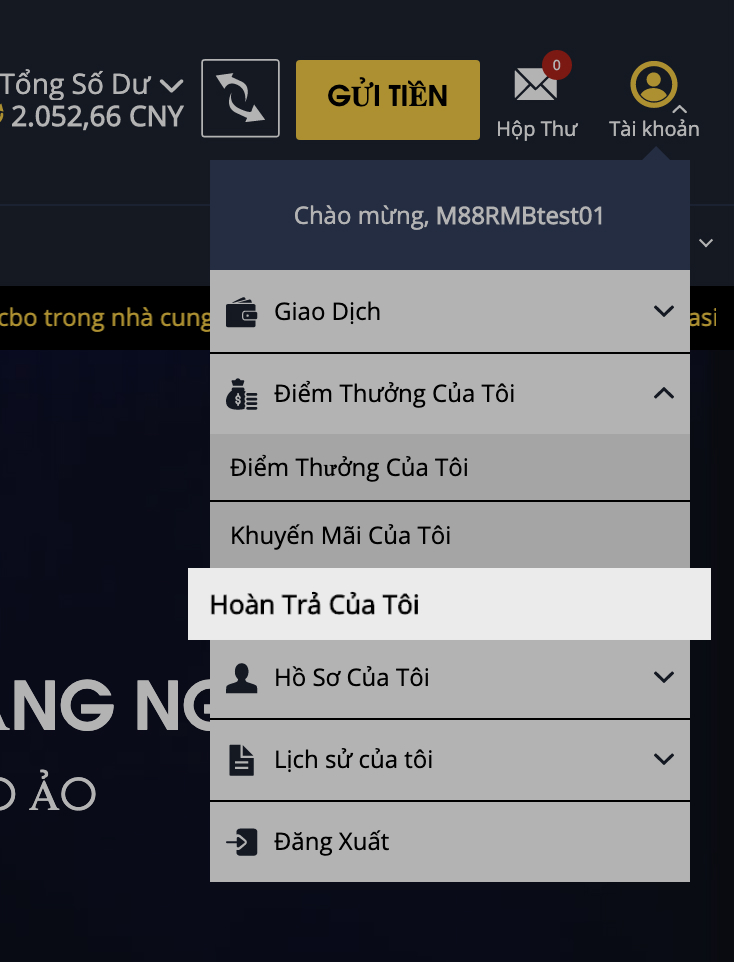 Tổng Số Dư
2.052,66 CNY
GỬI TIỀN
0
Hộp Thư
Tài khoản
Chào mừng, M88RMBtest01
cbo trong nhà cung
asi
Giao Dịch
Điểm Thưởng Của Tôi
Điểm Thưởng Của Tôi
Khuyến Mãi Của Tôi
Hoàn Trả Của Tôi
Hồ Sơ Của Tôi
ANG NG
Lịch sử của tôi
O ẢO
Đăng Xuất